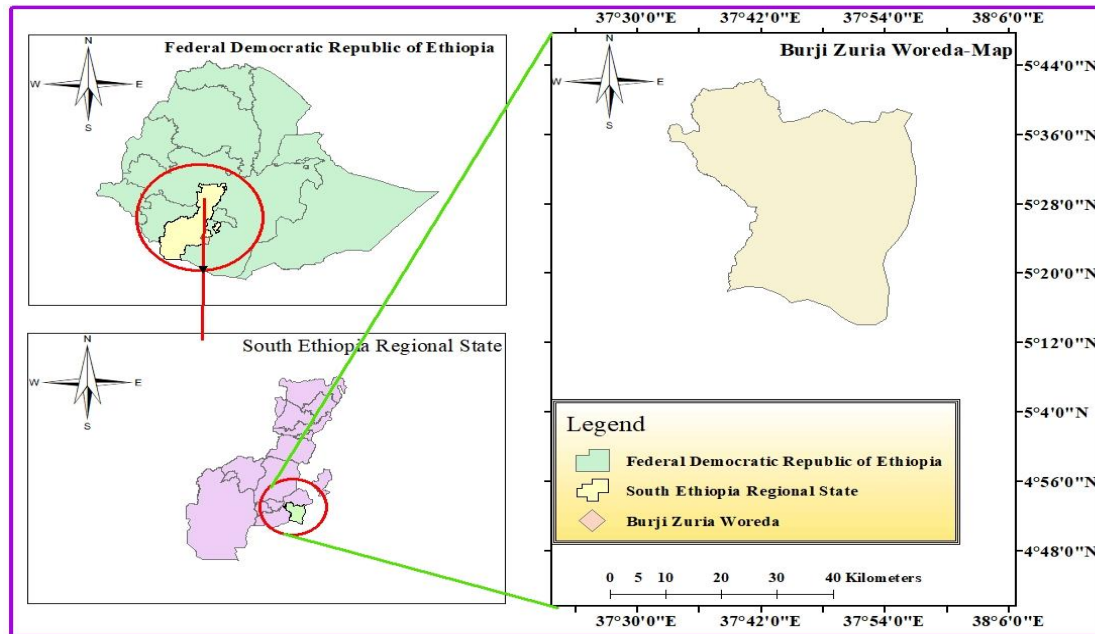 Federal Democratic Republic of Ethiopia
N
W E
S
South Ethiopia Regional State
N
W E
S
37°30'0"E 37°42'0"E 37°54'0"E 38°6'0"E
Burji Zuria Woreda-Map
N
W E
S
5°44'0"N
5°36'0"N
5°28'0"N
5°20'0"N
5°12'0"N
5°4'0"N
4°56'0"N
4°48'0"N
Legend
Federal Democratic Republic of Ethiopia
South Ethiopia Regional State
Burji Zuria Woreda
0 5 10 20 30 40 Kilometers
37°30'0"E 37°42'0"E 37°54'0"E 38°6'0"E